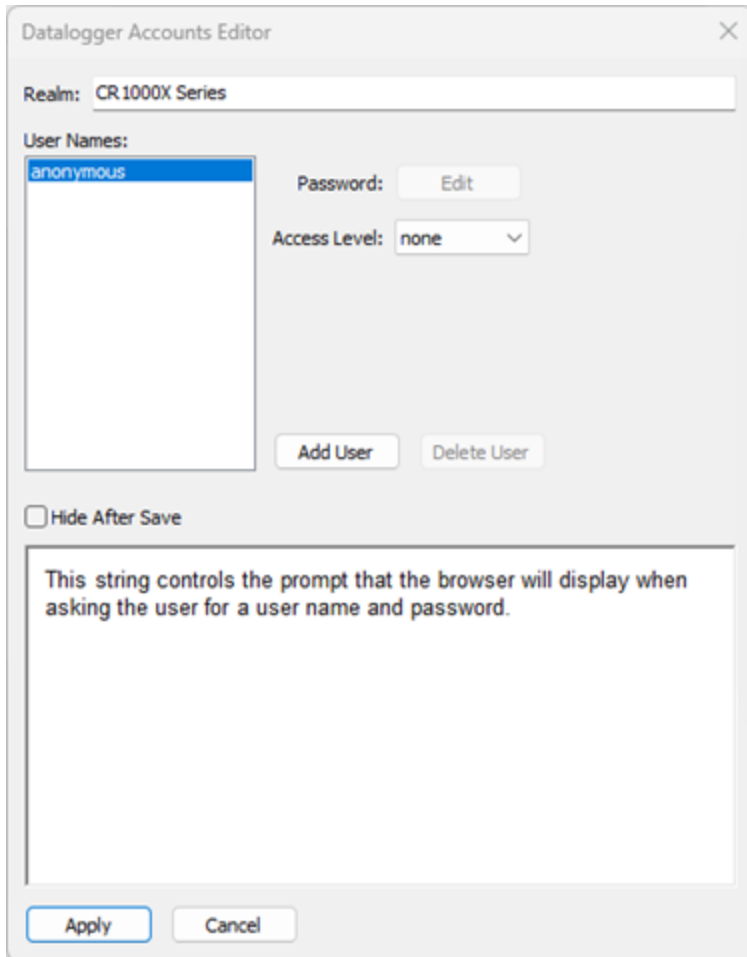 Datalogger Accounts Editor
Realm: CR1000X Series
User Names:
anonymous
Password: Edit
Access Level: none
Add User Delete User
Hide After Save
This string controls the prompt that the browser will display when
asking the user for a user name and password.
Apply Cancel